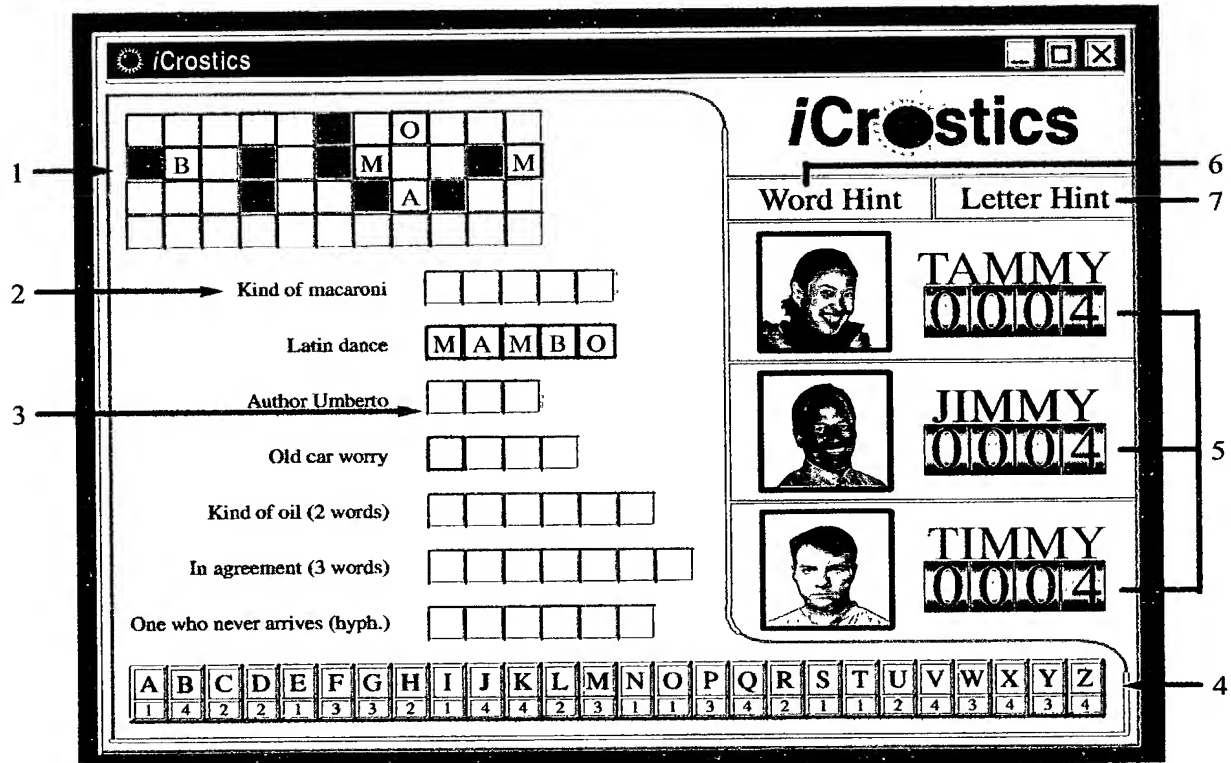 iCrostics
iCrostics
O
B M M
A
1
6
Word Hint Letter Hint
7
2
Kind of macaroni
TAMMY
0004
Latin dance
MAMBO
3
Author Umberto
JIMMY
0004
5
Old car worry
Kind of oil (2 words)
In agreement (3 words)
TIMMY
0004
One who never arrives (hyph.)
A B C D E F G H I J K L M N O P Q R S T U V W X Y Z
1 4 2 2 1 3 3 2 1 4 4 2 3 1 1 3 4 2 1 1 2 4 3 4 3 4
4